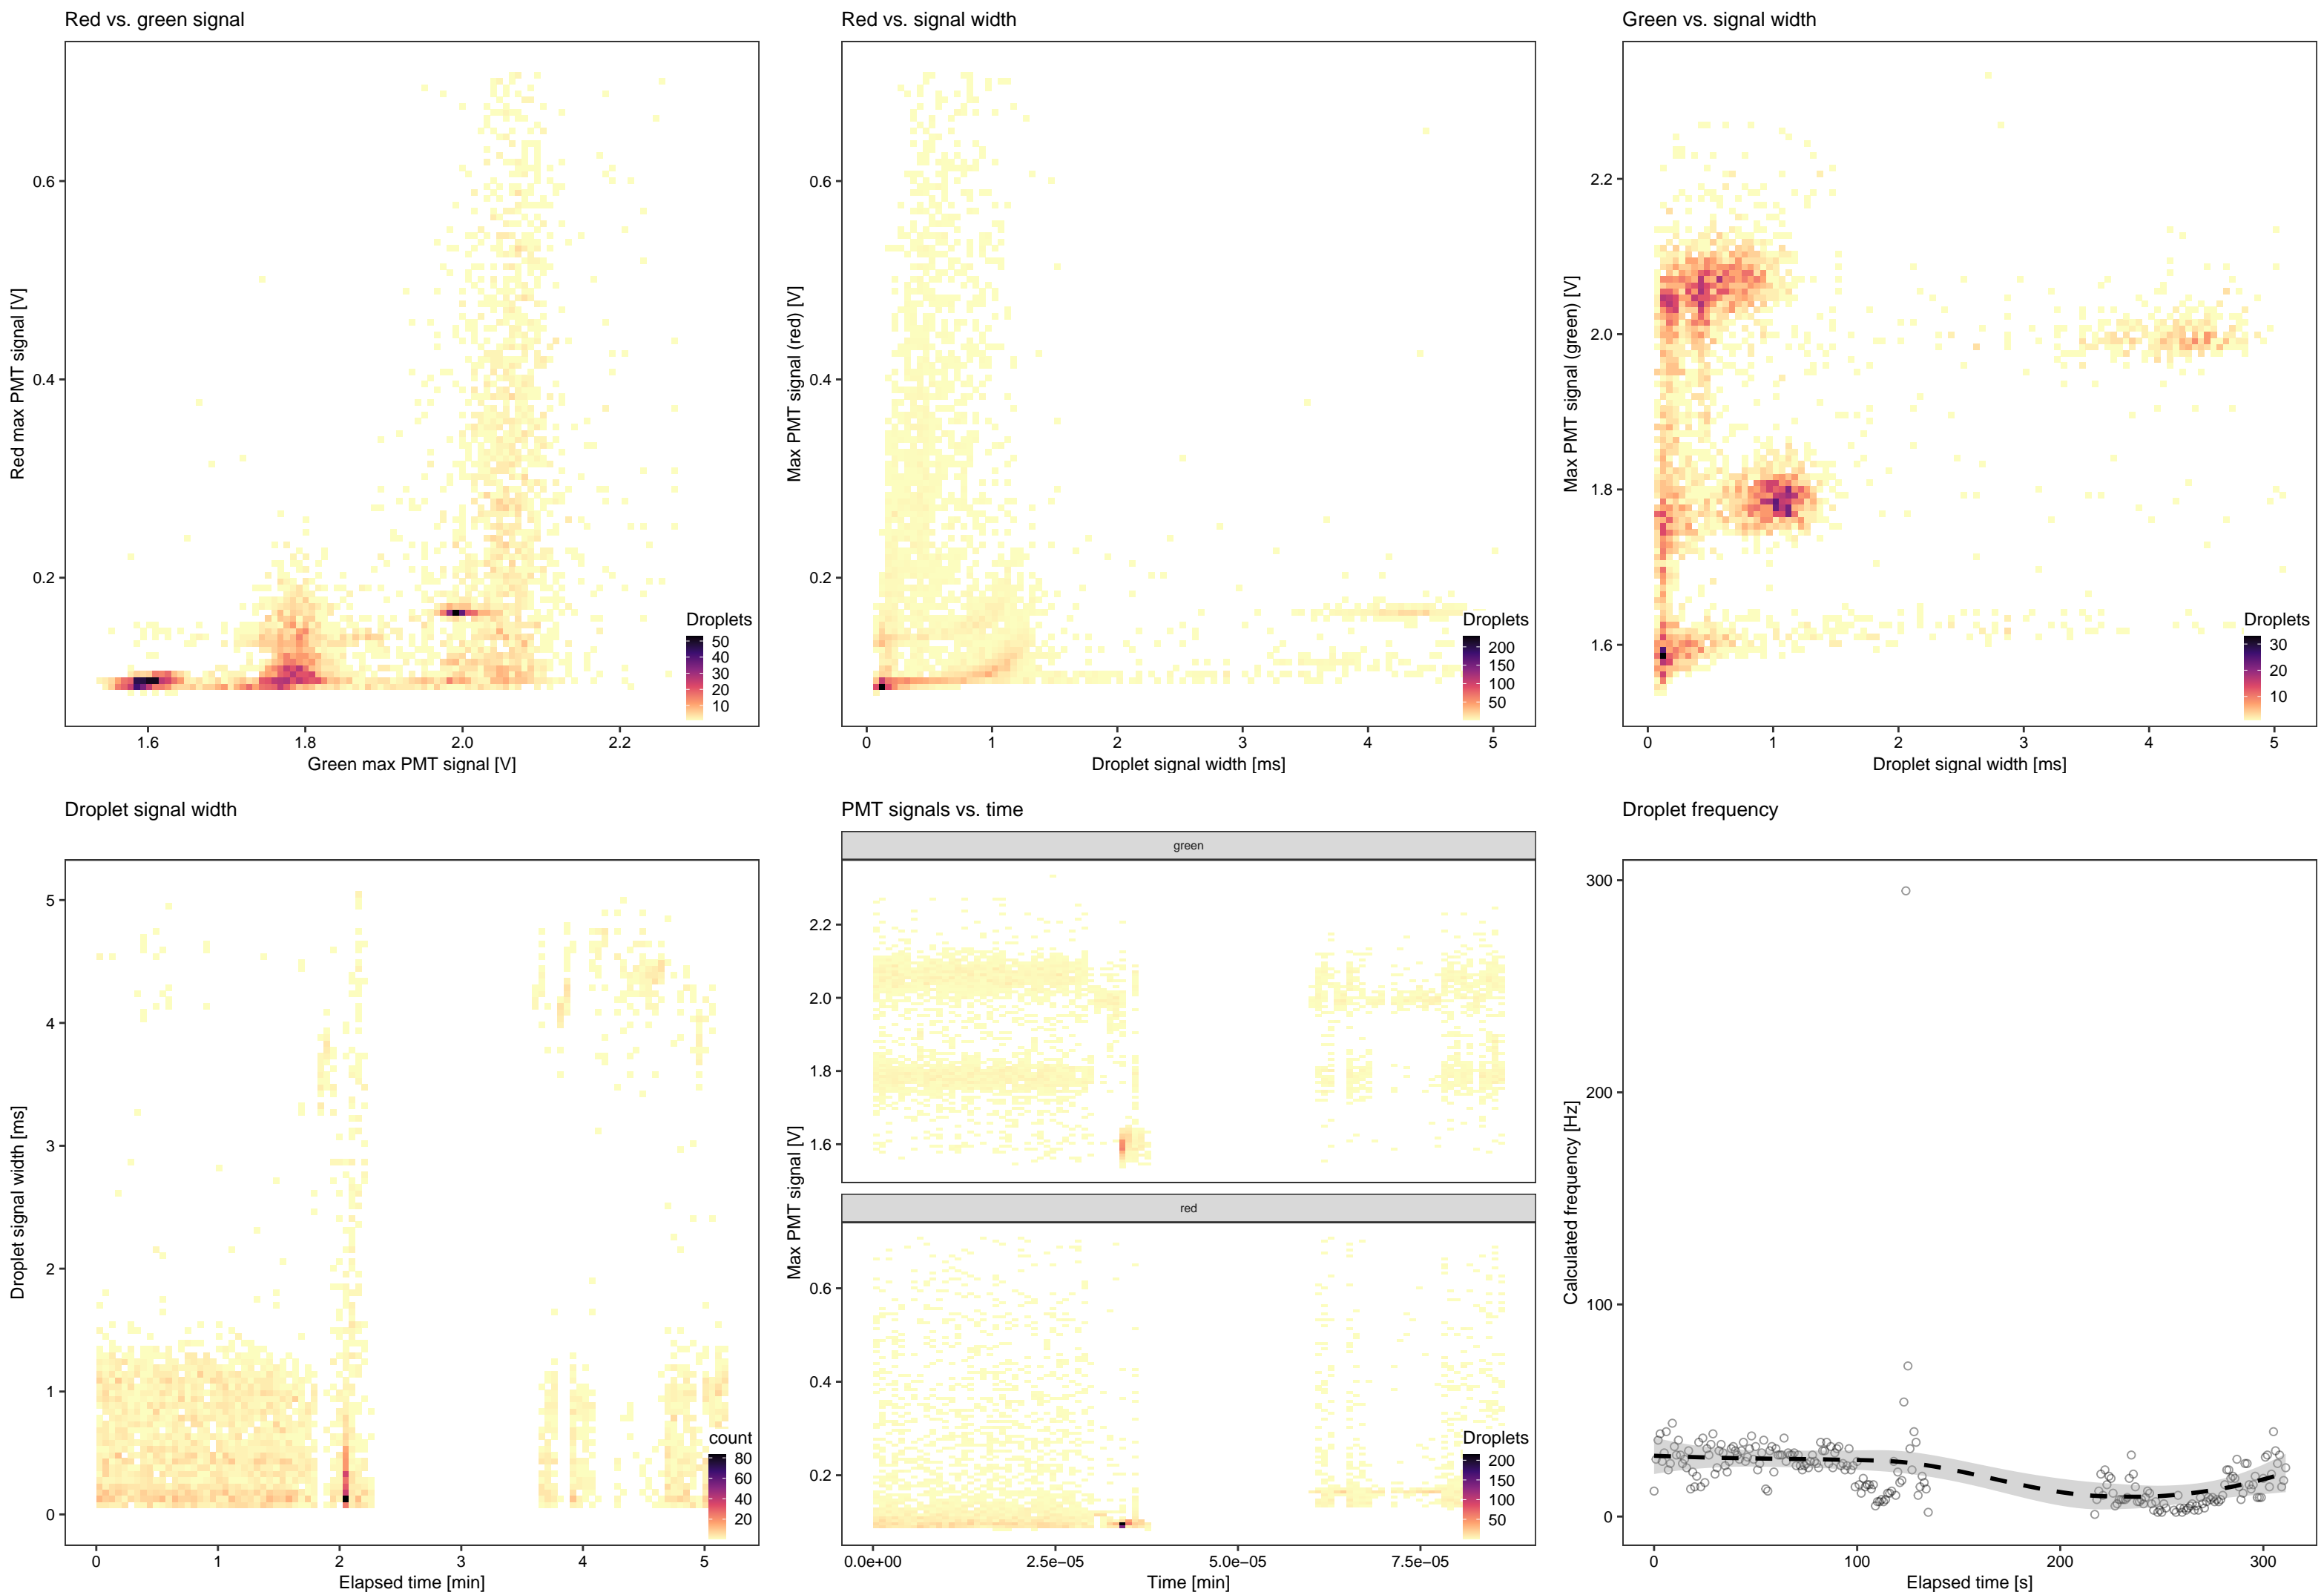 Red vs. green signal
Red max PMT signal [V]
0.6
0.4
0.2
1.6 1.8 2.0 2.2
Green max PMT signal [V]
Droplets
50
40
30
20
10
Red vs. signal width
Max PMT signal (red) [V]
0.6
0.4
0.2
0 1 2 3 4 5
Droplet signal width [ms]
Droplets
200
150
100
50
Green vs. signal width
Max PMT signal (green) [V]
2.2
2.0
1.8
1.6
0 1 2 3 4 5
Droplet signal width [ms]
Droplets
30
20
10
Droplet signal width
Droplet signal width [ms]
5
4
3
2
1
0
0 1 2 3 4 5
Elapsed time [min]
count
80
60
40
20
PMT signals vs. time
Max PMT signal [V]
green
2.2
2.0
1.8
1.6
red
0.6
0.4
0.2
0.0e+00 2.5e−05 5.0e−05 7.5e−05
Time [min]
Droplets
200
150
100
50
Droplet frequency
Calculated frequency [Hz]
300
200
100
0
0 100 200 300
Elapsed time [s]